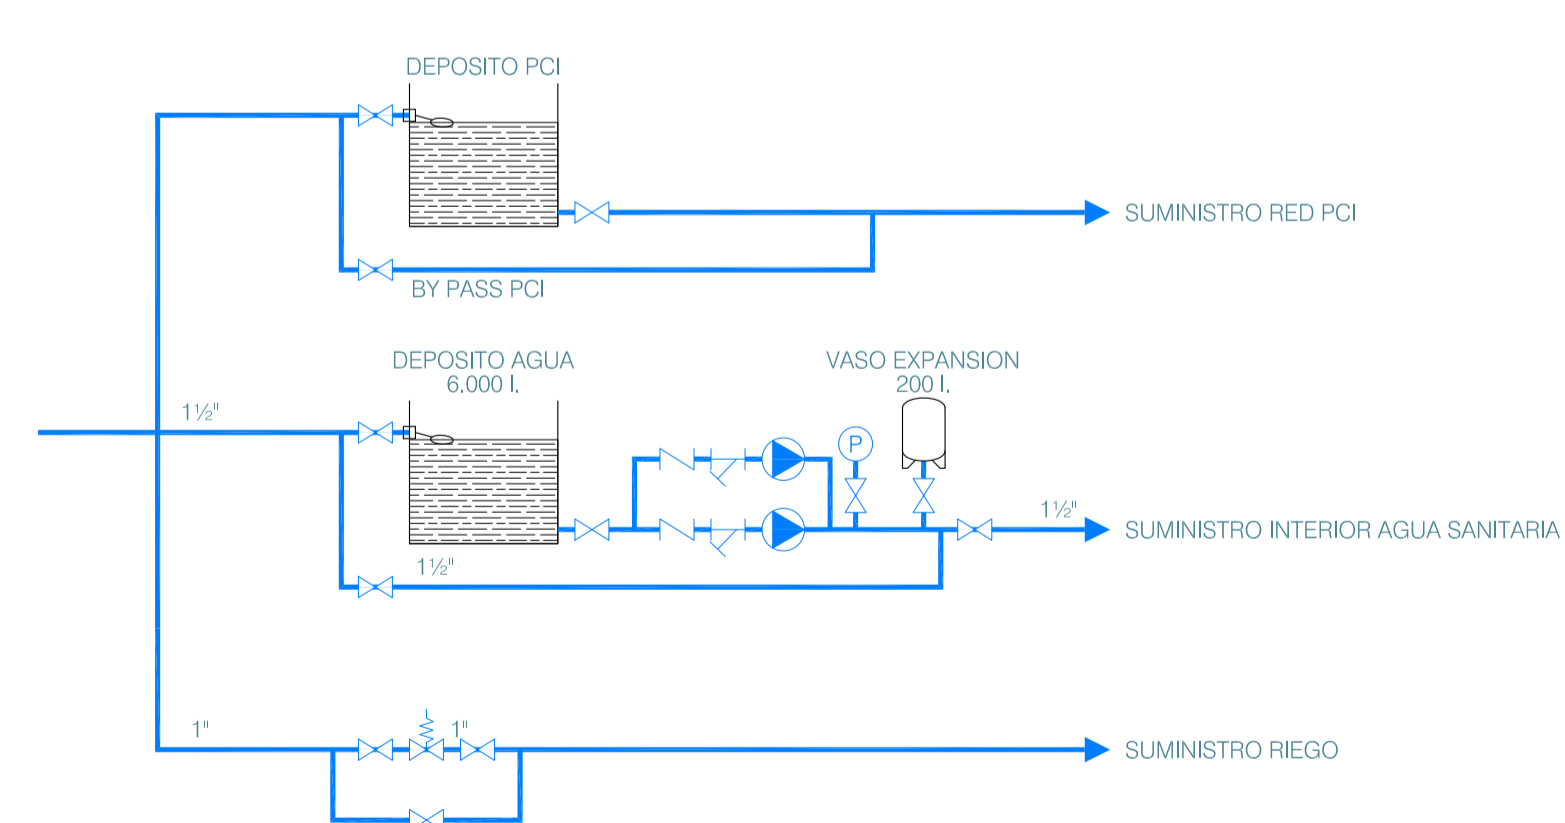 DEPOSITO PCI
SUMINISTRO RED PCI
BY PASS PCI
DEPOSITO AGUA
6.000 l.
VASO EXPANSION
200 l.
1½"
P
1½"
SUMINISTRO INTERIOR AGUA SANITARIA
1½"
1"
1"
SUMINISTRO RIEGO